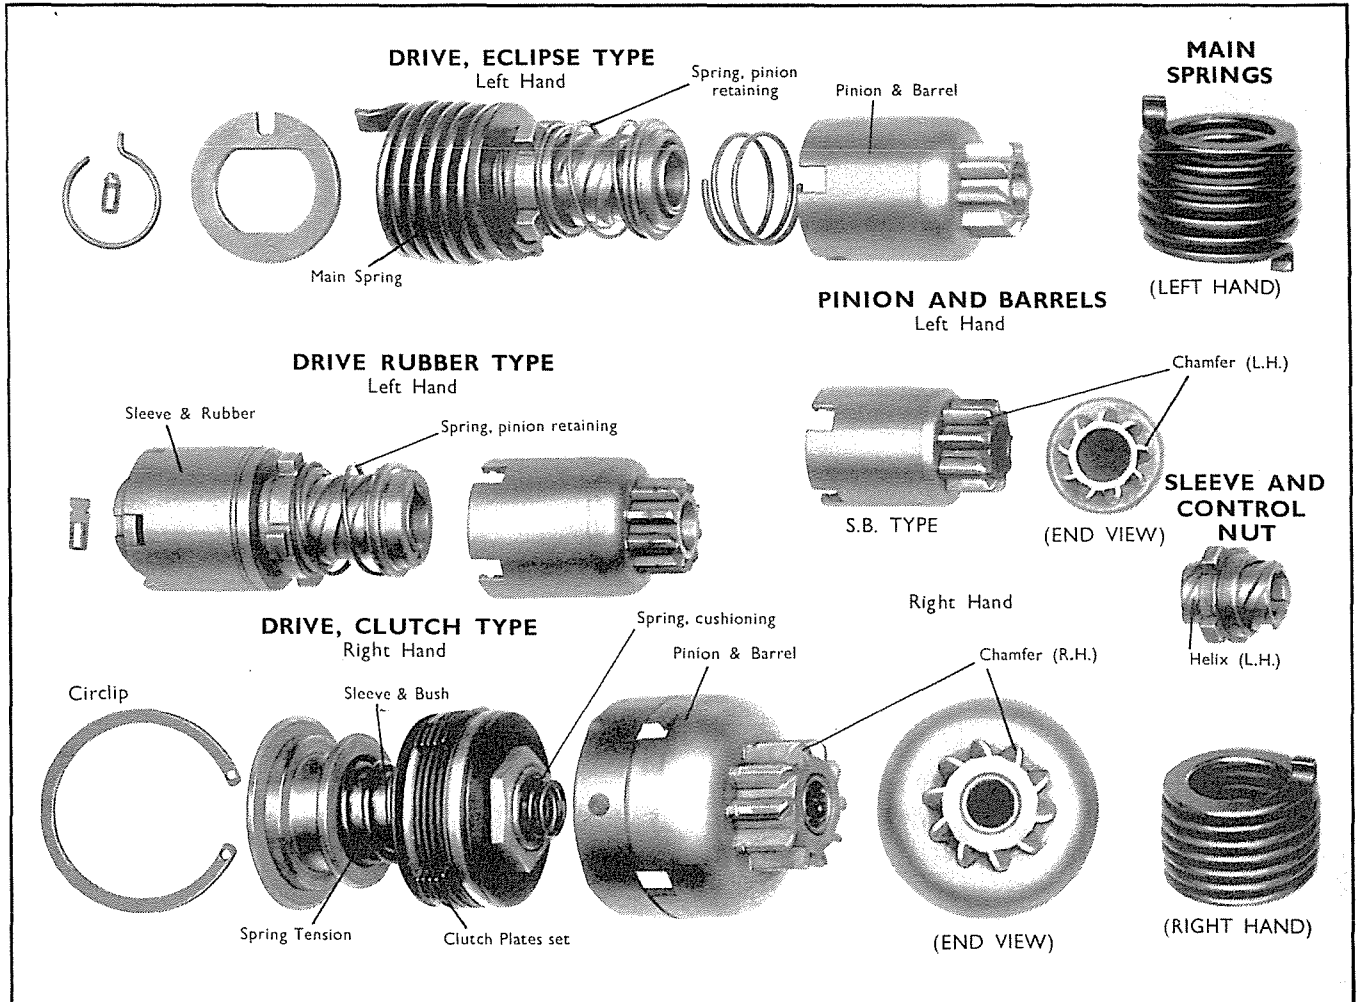 DRIVE, ECLIPSE TYPE
Left Hand
Spring, pinion
retaining
Pinion & Barrel
MAIN
SPRINGS
Main Spring
(LEFT HAND)
PINION AND BARRELS
Left Hand
DRIVE RUBBER TYPE
Left Hand
Chamfer (L.H.)
Sleeve & Rubber
Spring, pinion retaining
S.B. TYPE
(END VIEW)
SLEEVE AND
CONTROL
NUT
Right Hand
Helix (L.H.)
DRIVE, CLUTCH TYPE
Right Hand
Spring, cushioning
Pinion & Barrel
Chamfer (R.H.)
Circlip
Sleeve & Bush
Spring Tension
Clutch Plates set
(END VIEW)
(RIGHT HAND)